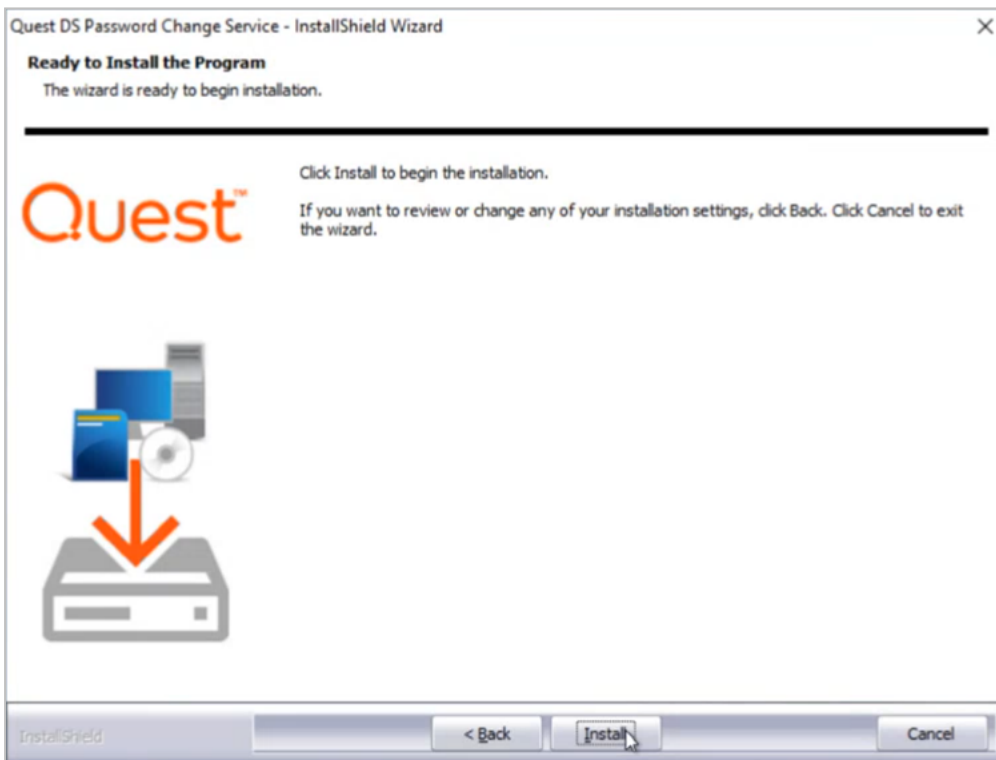 Quest DS Password Change Service - InstallShield Wizard
Ready to Install the Program
The wizard is ready to begin installation.
Quest™
Click Install to begin the installation.
If you want to review or change any of your installation settings, click Back. Click Cancel to exit
the wizard.
InstallShield
< Back
Install
Cancel